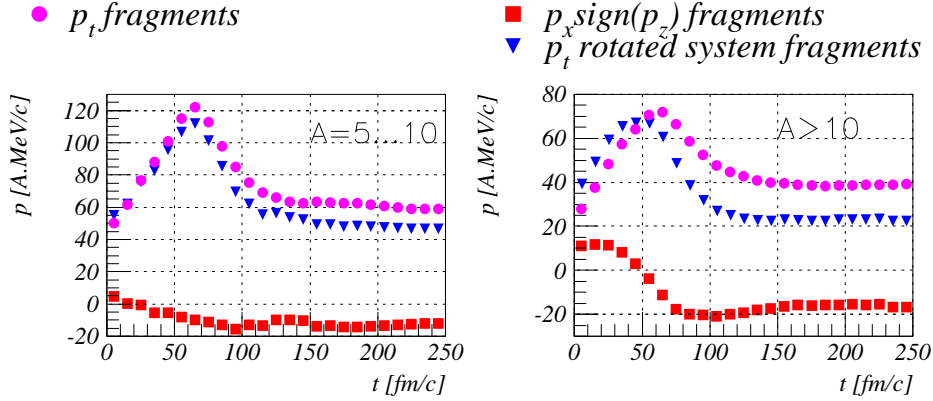 p_t fragments
p_x sign(p_z) fragments
p_t rotated system fragments
p [A.MeV/c]
120
100
80
60
40
20
0
-20
A=5...10
0
50
100
150
200
250
t [fm/c]
p [A.MeV/c]
80
60
40
20
0
-20
A>10
0
50
100
150
200
250
t [fm/c]